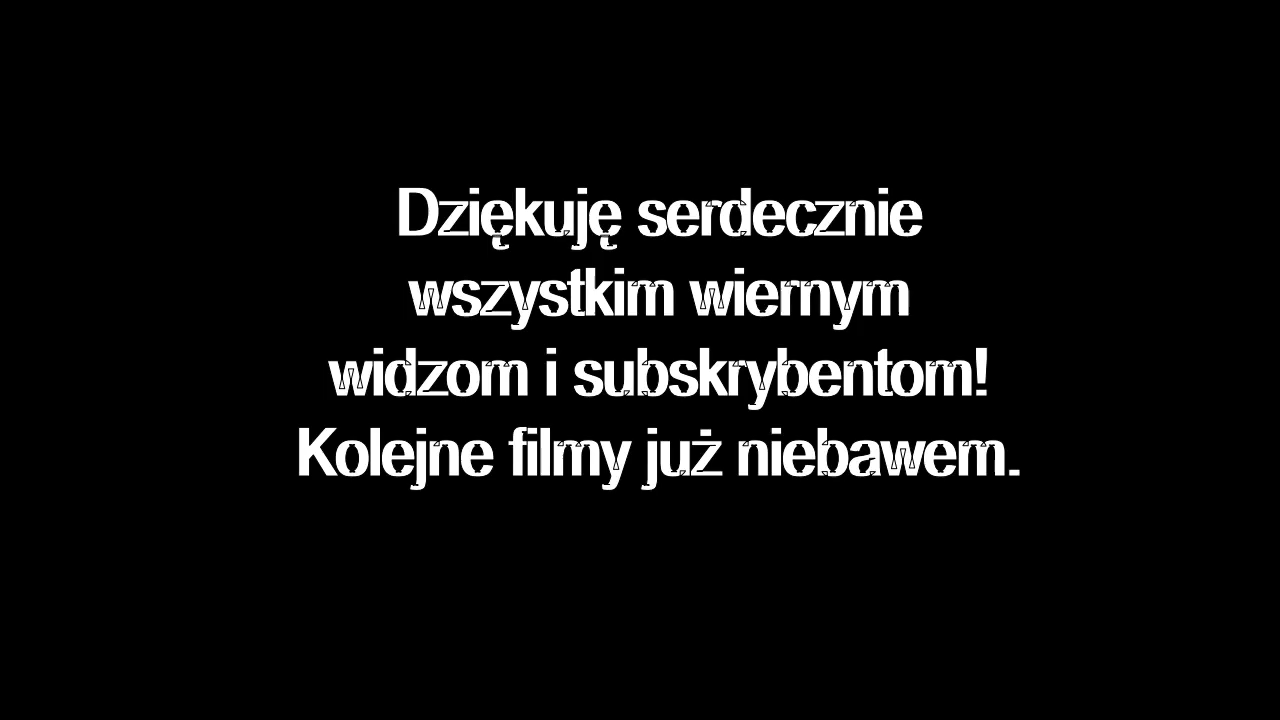 Dziękuję serdecznie
wszystkim wiernym
widzom i subskrybentom!
Kolejne filmy już niebawem.